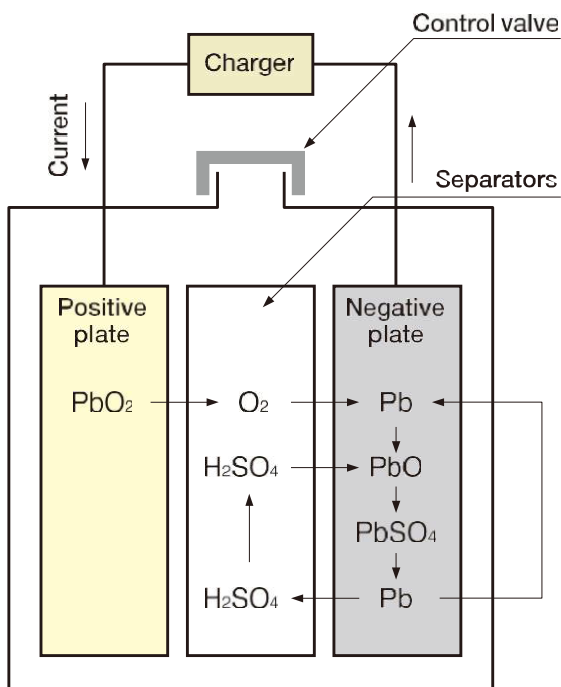 Control valve
Charger
Current
Separators
Positive
plate
Negative
plate
PbO₂
O₂
Pb
H₂SO₄
PbO
PbSO₄
H₂SO₄
Pb